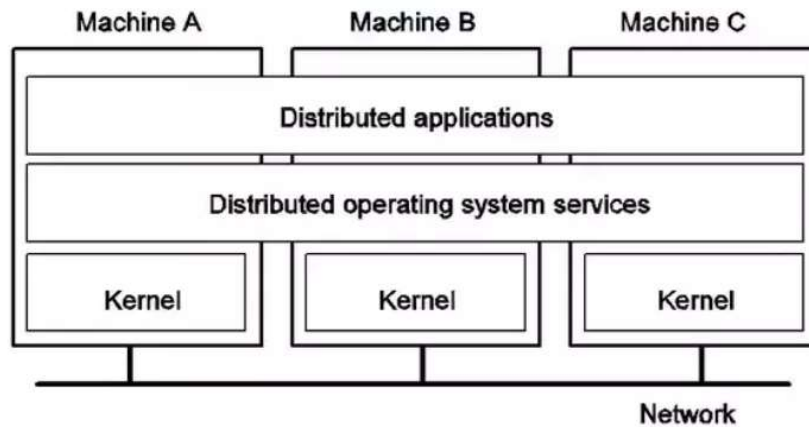 Machine A
Machine B
Machine C
Distributed applications
Distributed operating system services
Kernel
Kernel
Kernel
Network